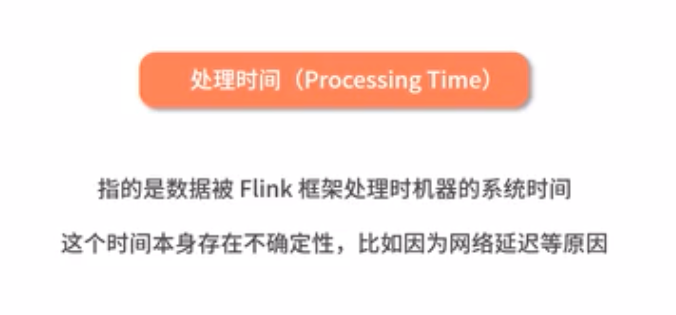 处理时间（Processing Time）
指的是数据被 Flink 框架处理时机器的系统时间
这个时间本身存在不确定性，比如因为网络延迟等原因